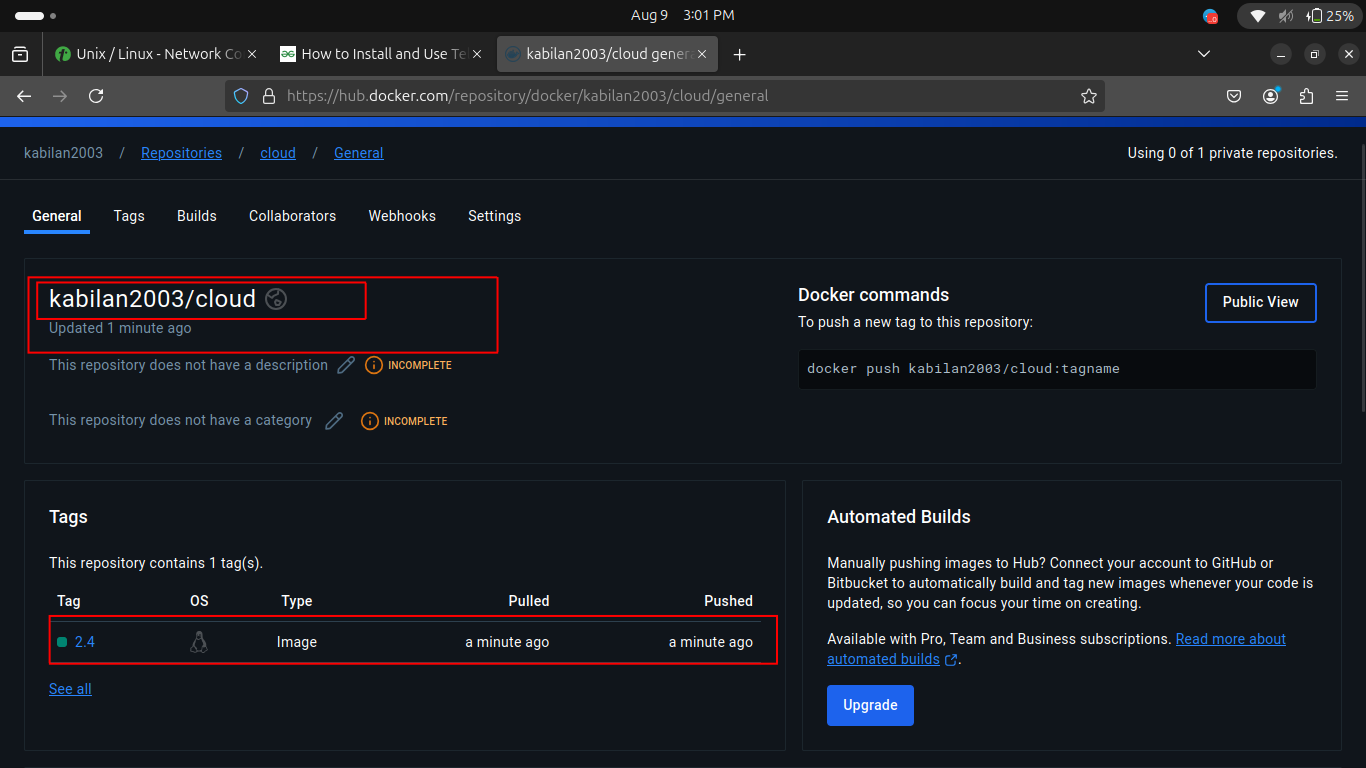 Aug 9 3:01 PM
25%
Unix / Linux - Network Co
How to Install and Use Te
kabilan2003/cloud gener
https://hub.docker.com/repository/docker/kabilan2003/cloud/general
kabilan2003 / Repositories / cloud / General
Using 0 of 1 private repositories.
General Tags Builds Collaborators Webhooks Settings
kabilan2003/cloud
Updated 1 minute ago
This repository does not have a description INCOMPLETE
This repository does not have a category INCOMPLETE
Docker commands
To push a new tag to this repository:
Public View
docker push kabilan2003/cloud:tagname
Tags
This repository contains 1 tag(s).
Tag OS Type Pulled Pushed
2.4 Image a minute ago a minute ago
See all
Automated Builds
Manually pushing images to Hub? Connect your account to GitHub or
Bitbucket to automatically build and tag new images whenever your code is
updated, so you can focus your time on creating.
Available with Pro, Team and Business subscriptions. Read more about
automated builds .
Upgrade